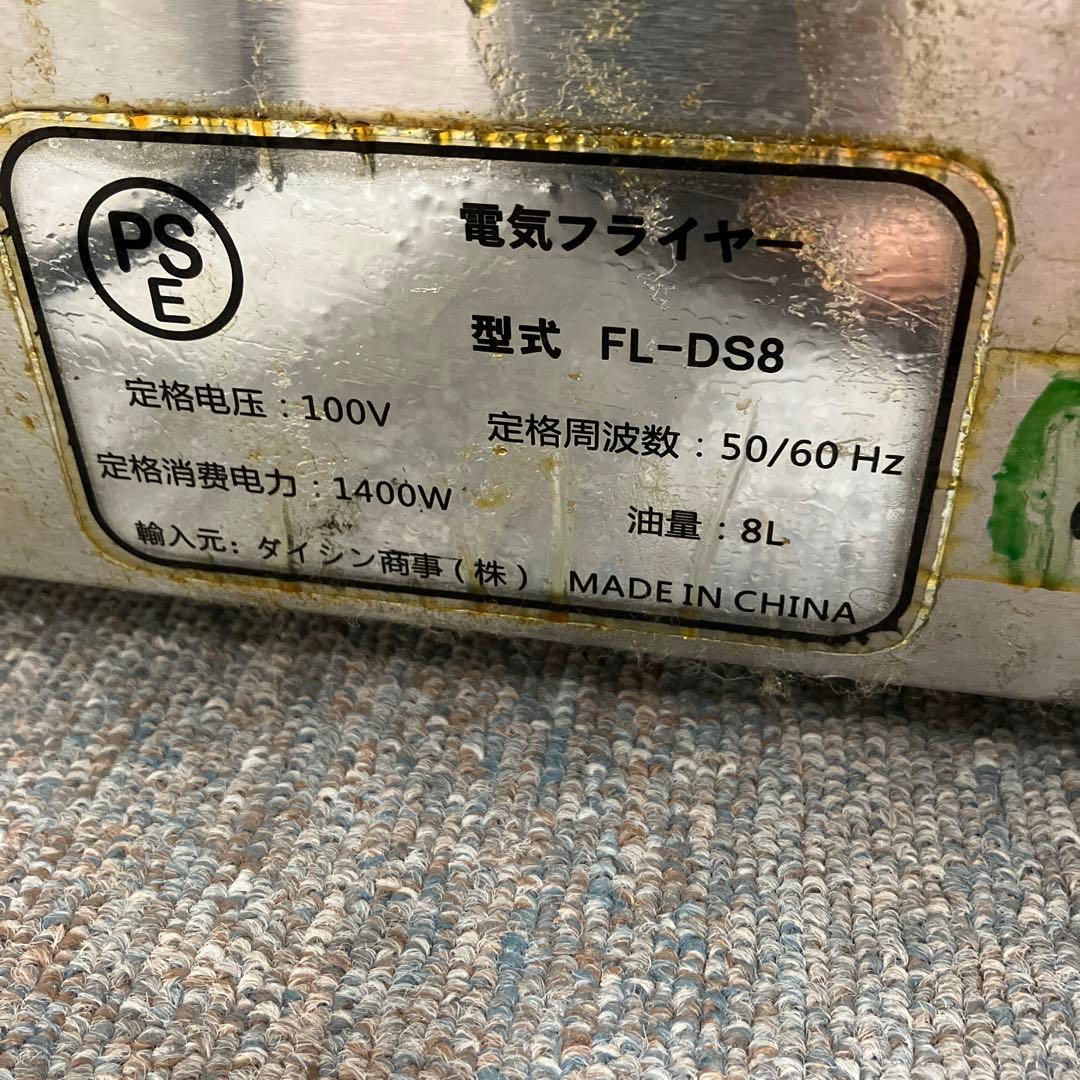 PSE
電気フライヤー
型式 FL-DS8
定格电压：100V
定格周波数：50/60 Hz
定格消费电力：1400W
油量：8L
輸入元：ダイシン商事（株） MADE IN CHINA